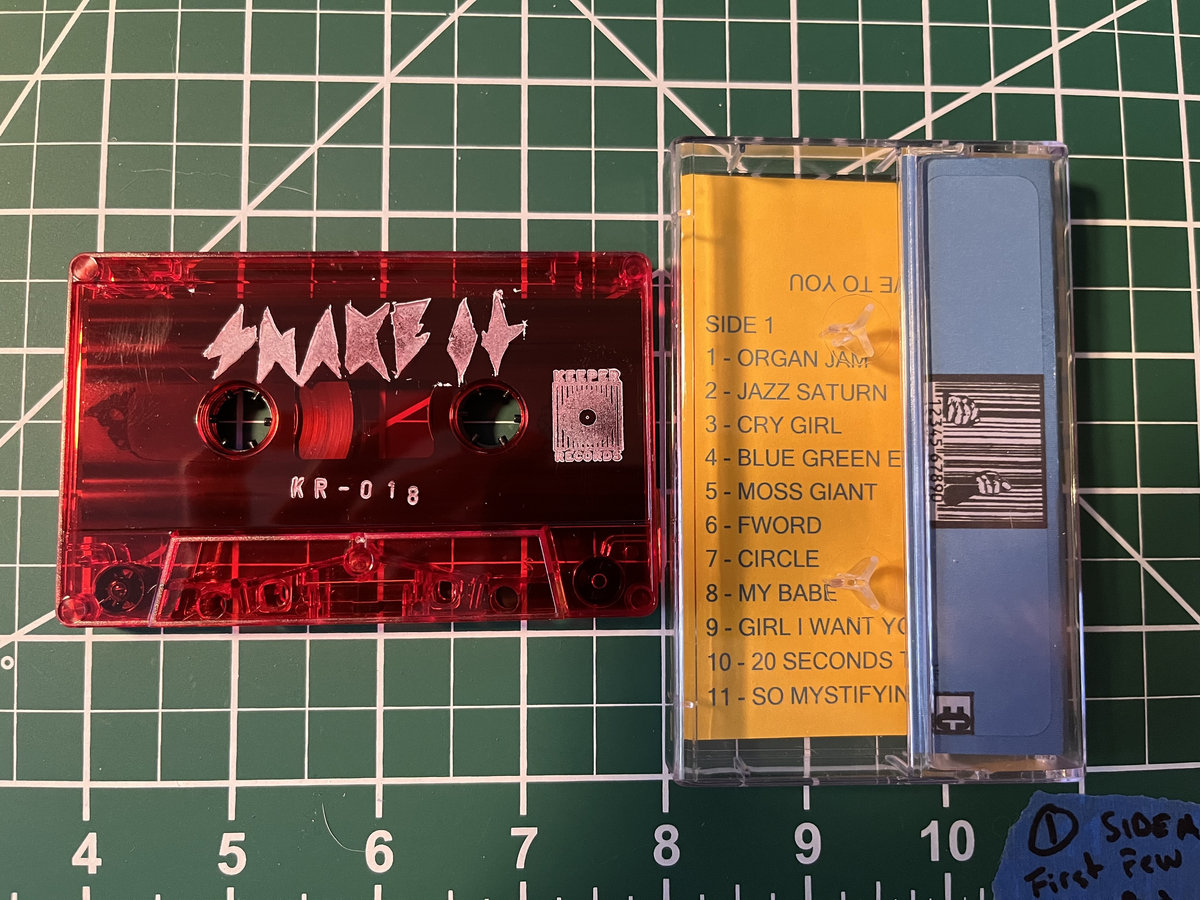 SHAKE IT
KEEPER
RECORDS
KR-018
VE TO YOU
SIDE 1
1 - ORGAN JAM
2 - JAZZ SATURN
3 - CRY GIRL
4 - BLUE GREEN E
5 - MOSS GIANT
6 - FWORD
7 - CIRCLE
8 - MY BABE
9 - GIRL I WANT YO
10 - 20 SECONDS T
11 - SO MYSTIFYIN
1234567890
4 5 6 7 8 9 10
1 SIDE
First Few